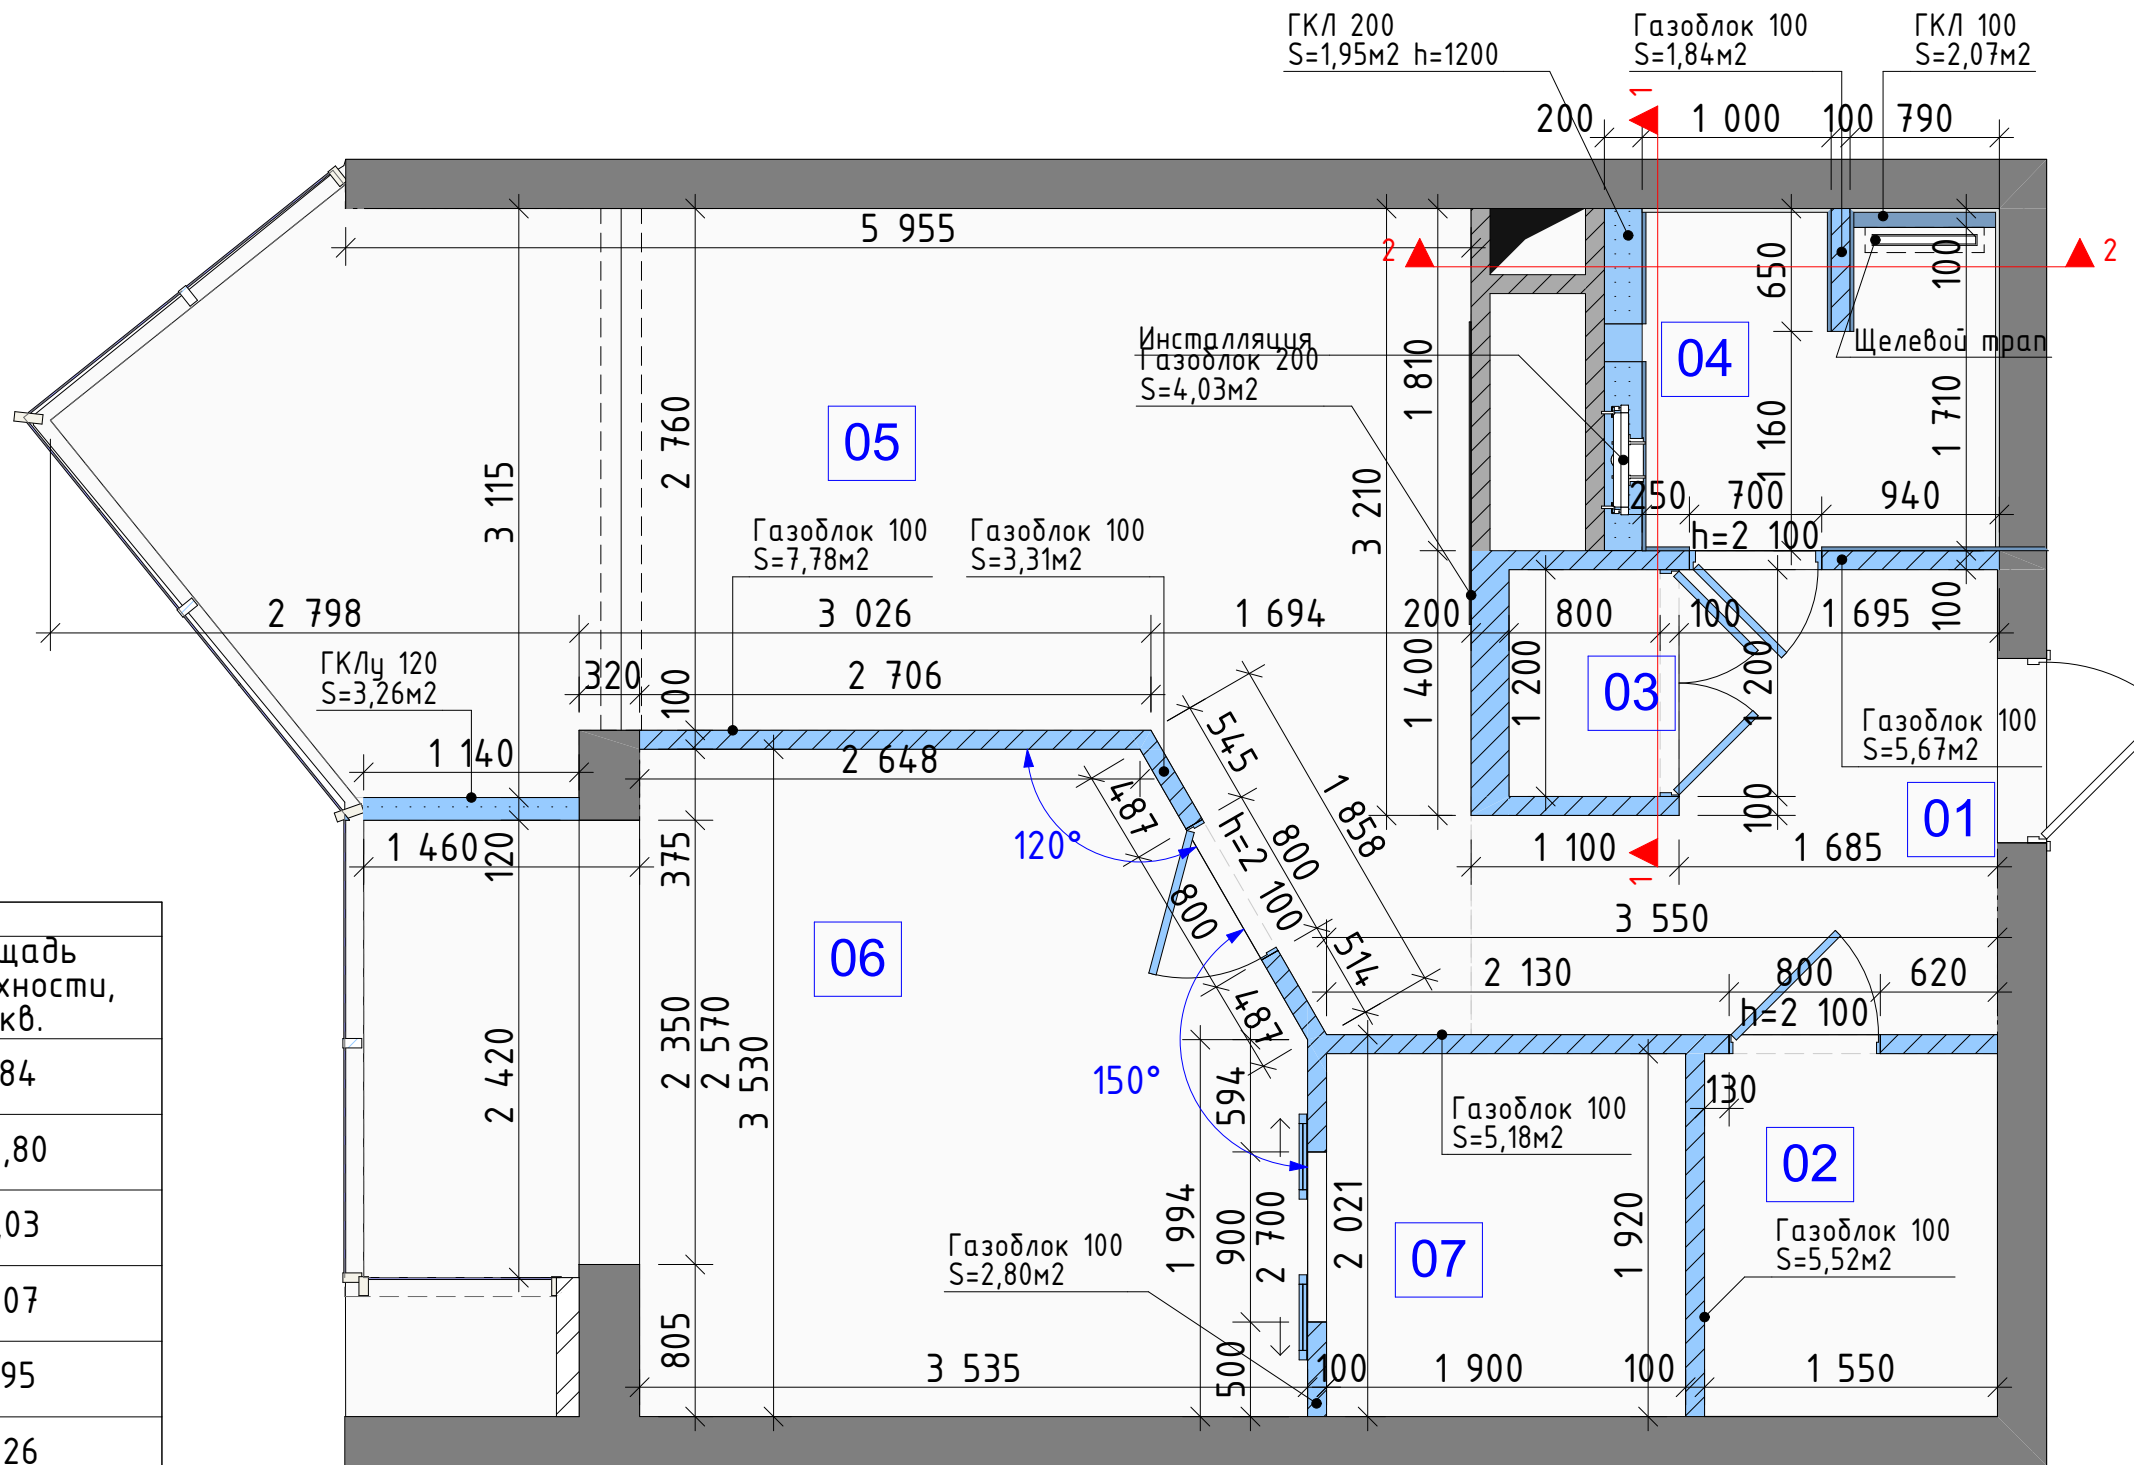 ГКЛ 200
S=1,95м2 h=1200
Газоблок 100
S=1,84м2
ГКЛ 100
S=2,07м2
1
200
1 000
100
790
5 955
2
2
650
100
Инсталляция
Газоблок 200
S=4,03м2
04
Щелевой трап
05
2 760
1 810
1 160
1 710
3 115
3 210
250
700
940
h=2 100
Газоблок 100
S=7,78м2
Газоблок 100
S=3,31м2
2 798
3 026
1 694
200
800
100
1 695
100
ГКЛу 120
S=3,26м2
320
2 706
100
1 400
1 200
03
1 200
Газоблок 100
S=5,67м2
1 140
2 648
545
1 858
487
120°
h=2 100
800
100
01
1 460
120
375
1 100
1
1 685
3 550
800
514
06
2 130
800
620
h=2 100
щадь
хности,
кв.
84
,80
,03
07
95
26
2 420
2 350
2 570
3 530
487
150°
594
130
Газоблок 100
S=5,18м2
02
1 994
900
2 700
2 021
07
1 920
Газоблок 100
S=5,52м2
Газоблок 100
S=2,80м2
805
3 535
500
100
1 900
100
1 550